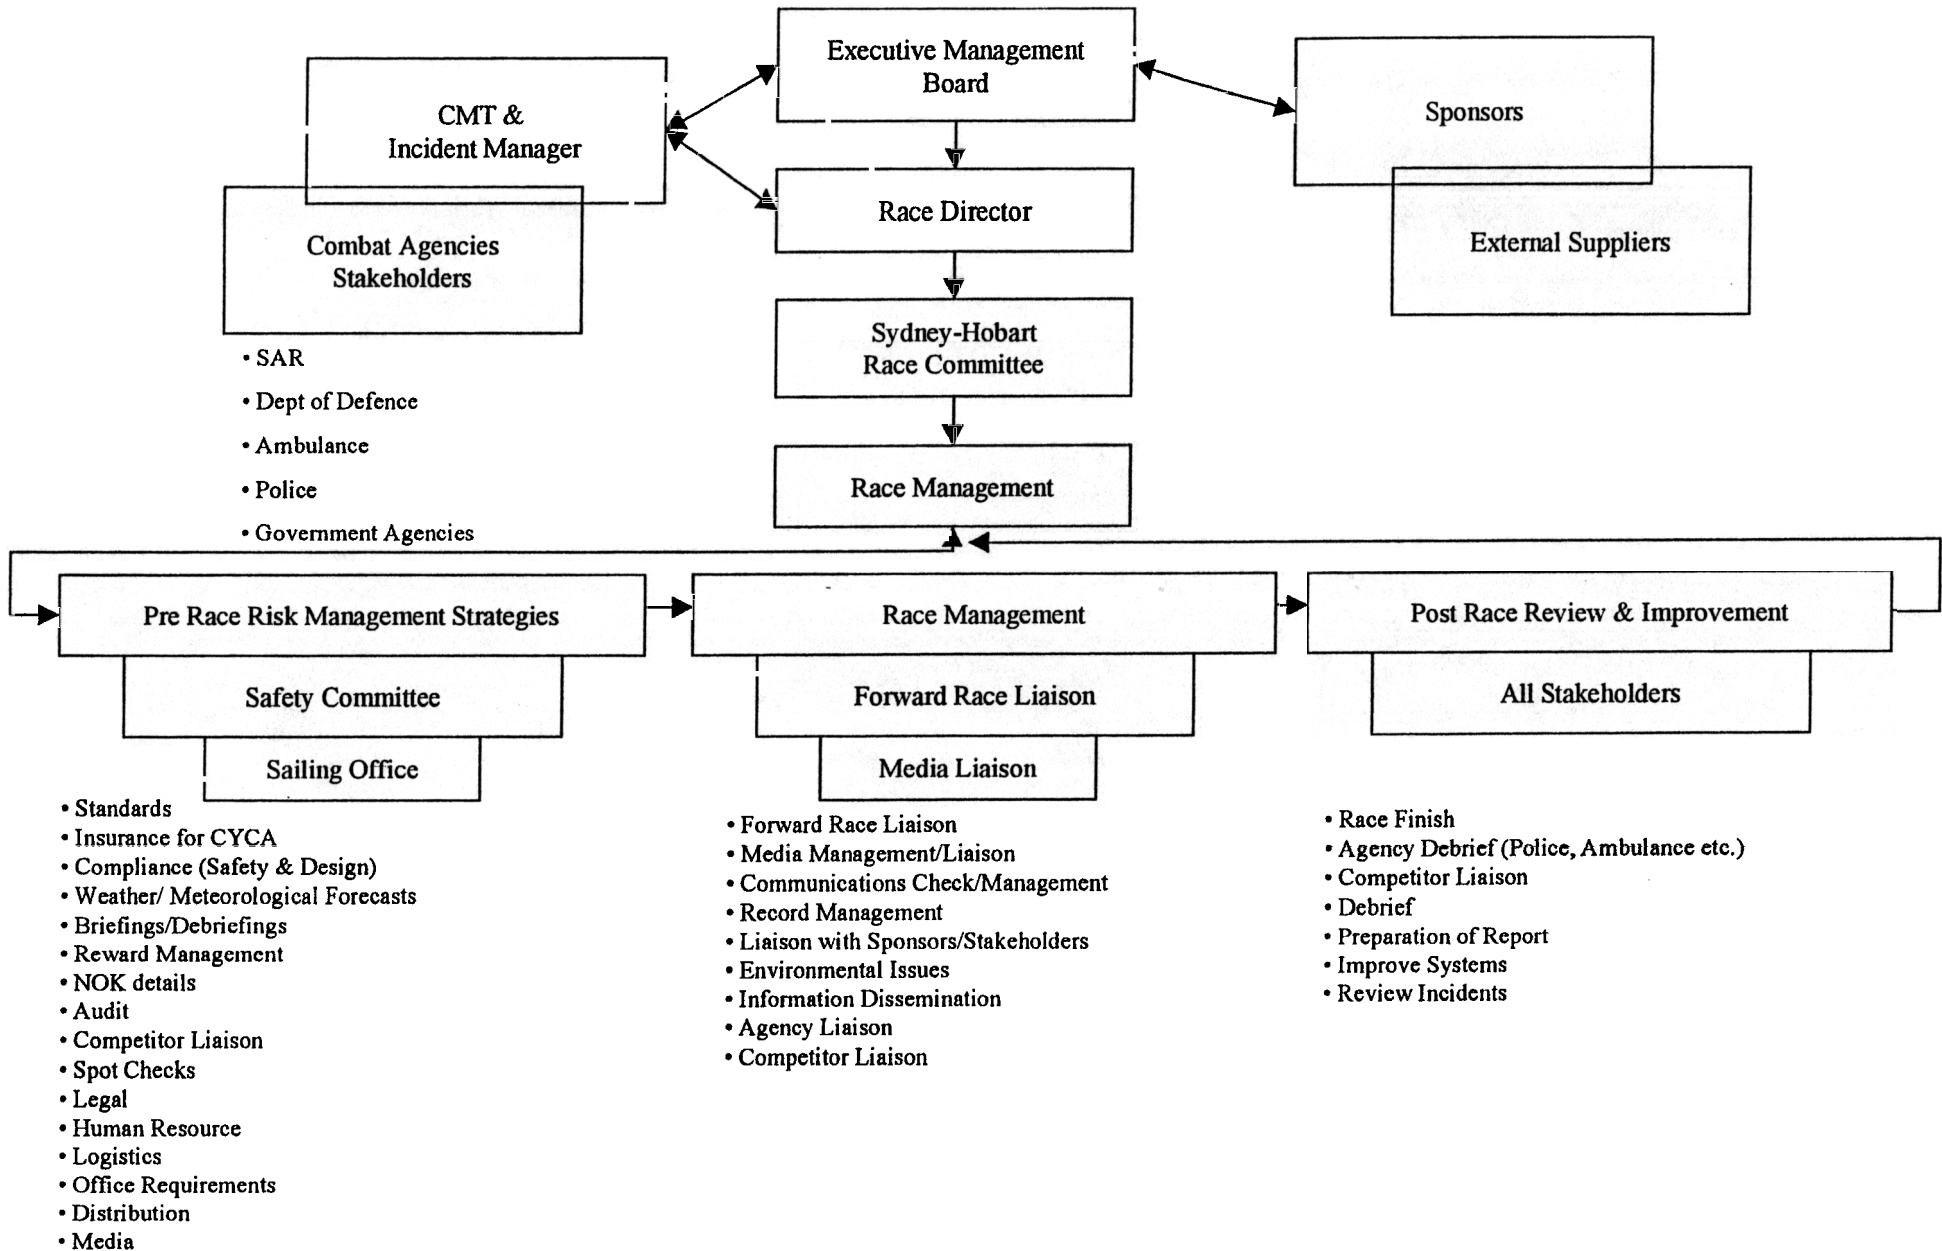 Executive Management
Board
CMT &
Incident Manager
Sponsors
Race Director
Combat Agencies
Stakeholders
External Suppliers
Sydney-Hobart
Race Committee
• SAR
• Dept of Defence
• Ambulance
• Police
• Government Agencies
Race Management
Pre Race Risk Management Strategies
Safety Committee
Sailing Office
• Standards
• Insurance for CYCA
• Compliance (Safety & Design)
• Weather/ Meteorological Forecasts
• Briefings/Debriefings
• Reward Management
• NOK details
• Audit
• Competitor Liaison
• Spot Checks
• Legal
• Human Resource
• Logistics
• Office Requirements
• Distribution
• Media
Race Management
Forward Race Liaison
Media Liaison
• Forward Race Liaison
• Media Management/Liaison
• Communications Check/Management
• Record Management
• Liaison with Sponsors/Stakeholders
• Environmental Issues
• Information Dissemination
• Agency Liaison
• Competitor Liaison
Post Race Review & Improvement
All Stakeholders
• Race Finish
• Agency Debrief (Police, Ambulance etc.)
• Competitor Liaison
• Debrief
• Preparation of Report
• Improve Systems
• Review Incidents